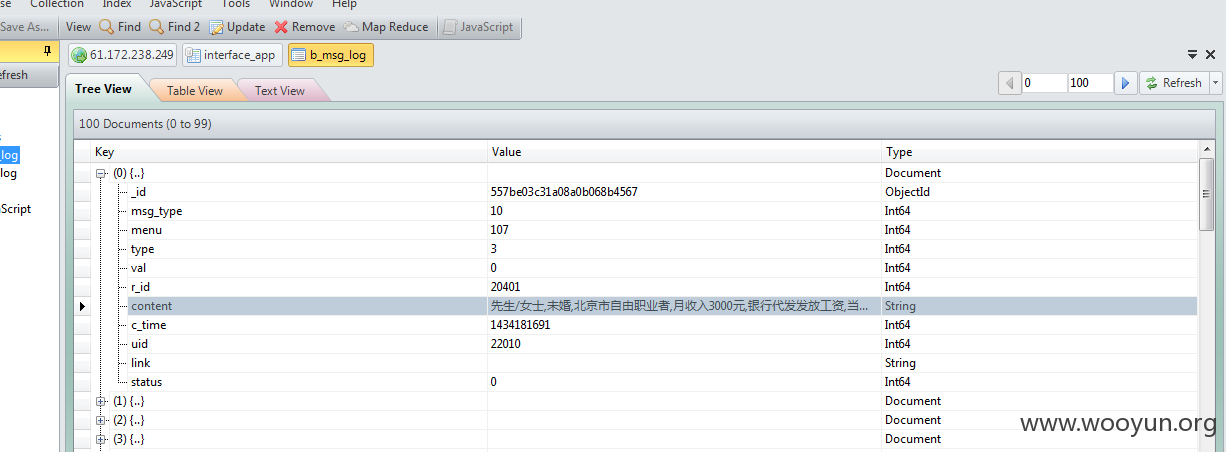 se Collection Index JavaScript Tools Window Help
Save As... View Find Find 2 Update Remove Map Reduce JavaScript
61.172.238.249 interface_app b_msg_log
efresh
Tree View Table View Text View 0 100 Refresh
100 Documents (0 to 99)
Key Value Type
_log (0) {..} Document
log _id 557be03c31a08a0b068b4567 ObjectId
msg_type 10 Int64
Script menu 107 Int64
type 3 Int64
val 0 Int64
r_id 20401 Int64
content 先生/女士,未婚,北京市自由职业者,月收入3000元,银行代发发放工资,当... String
c_time 1434181691 Int64
uid 22010 Int64
link String
status 0 Int64
(1) {..} Document
(2) {..} Document
(3) {..} Document
www.wooyun.org